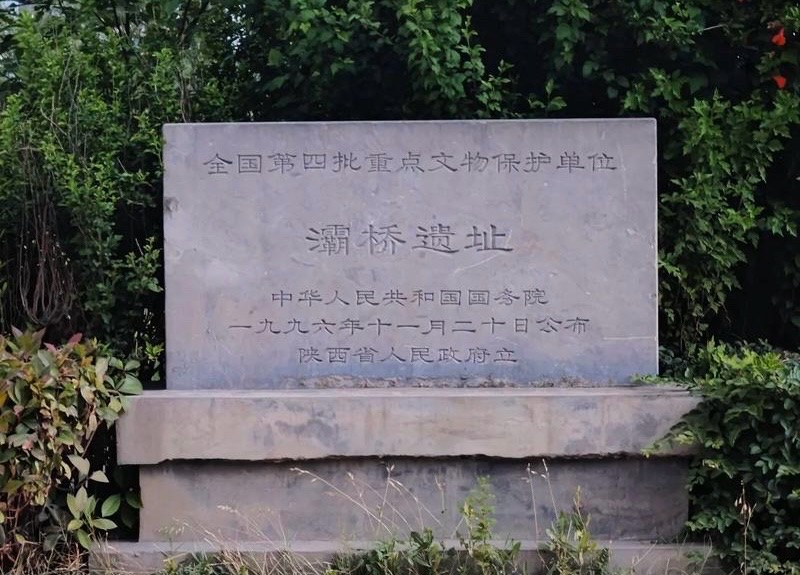 全国第四批重点文物保护单位
灞桥遗址
中华人民共和国国务院
一九九六年十一月二十日公布
陕西省人民政府立